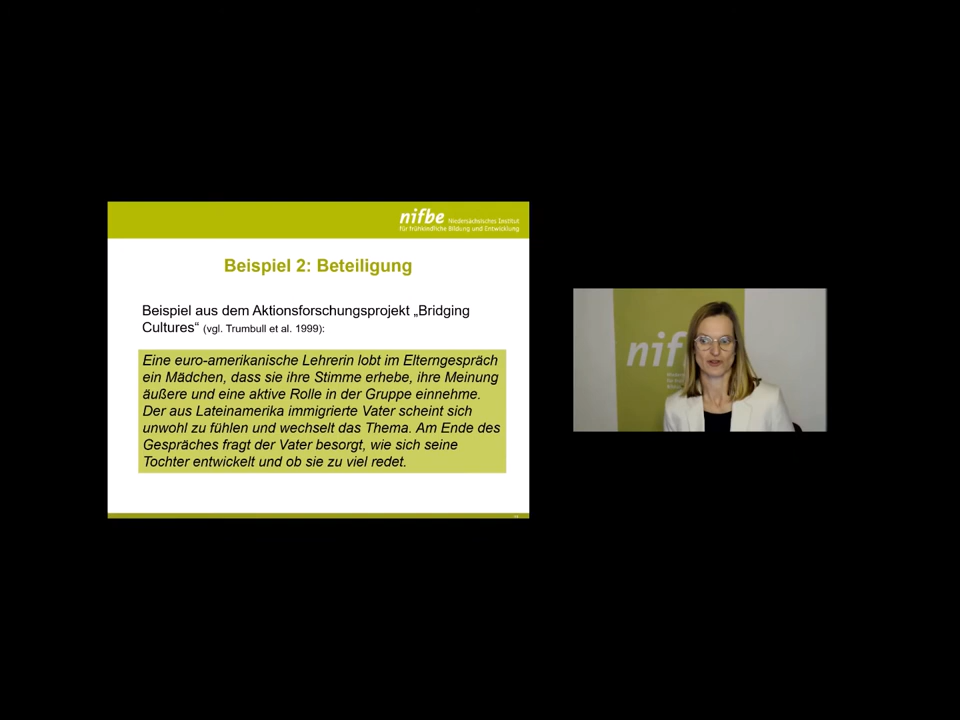 nifbe Niedersächsisches Institut
für frühkindliche Bildung und Entwicklung
Beispiel 2: Beteiligung
Beispiel aus dem Aktionsforschungsprojekt „Bridging
Cultures“ (vgl. Trumbull et al. 1999):
Eine euro-amerikanische Lehrerin lobt im Elterngespräch
ein Mädchen, dass sie ihre Stimme erhebe, ihre Meinung
äußere und eine aktive Rolle in der Gruppe einnehme.
Der aus Lateinamerika immigrierte Vater scheint sich
unwohl zu fühlen und wechselt das Thema. Am Ende des
Gespräches fragt der Vater besorgt, wie sich seine
Tochter entwickelt und ob sie zu viel redet.
nif